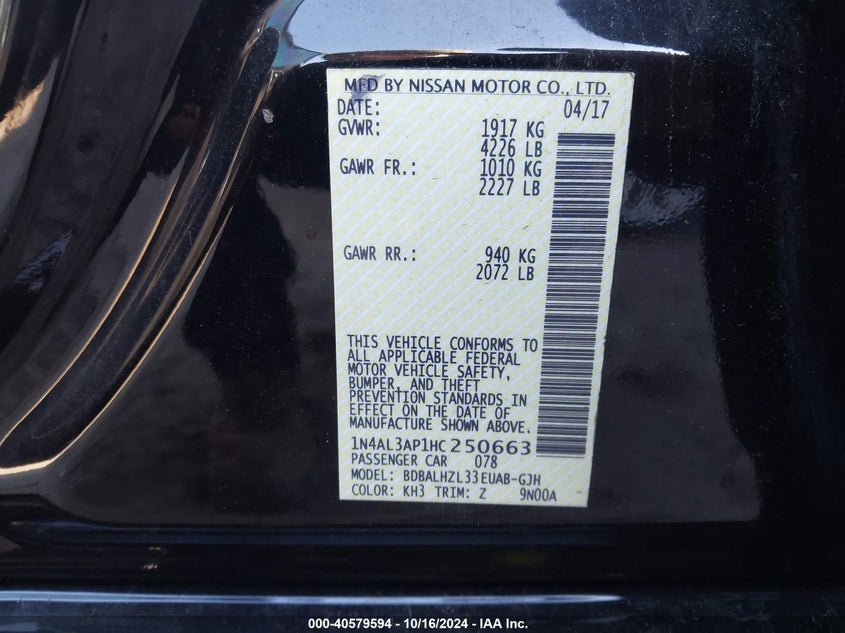 MFD BY NISSAN MOTOR CO., LTD.
DATE: 04/17
GVWR: 1917 KG
4226 LB
GAWR FR.: 1010 KG
2227 LB
GAWR RR.: 940 KG
2072 LB
THIS VEHICLE CONFORMS TO
ALL APPLICABLE FEDERAL
MOTOR VEHICLE SAFETY,
BUMPER, AND THEFT
PREVENTION STANDARDS IN
EFFECT ON THE DATE OF
MANUFACTURE SHOWN ABOVE.
1N4AL3AP1HC250663
PASSENGER CAR 078
MODEL: BDBALHZL33EUAB-GJH
COLOR: KH3 TRIM: Z 9N00A
000-40579594 - 10/16/2024 - IAA Inc.